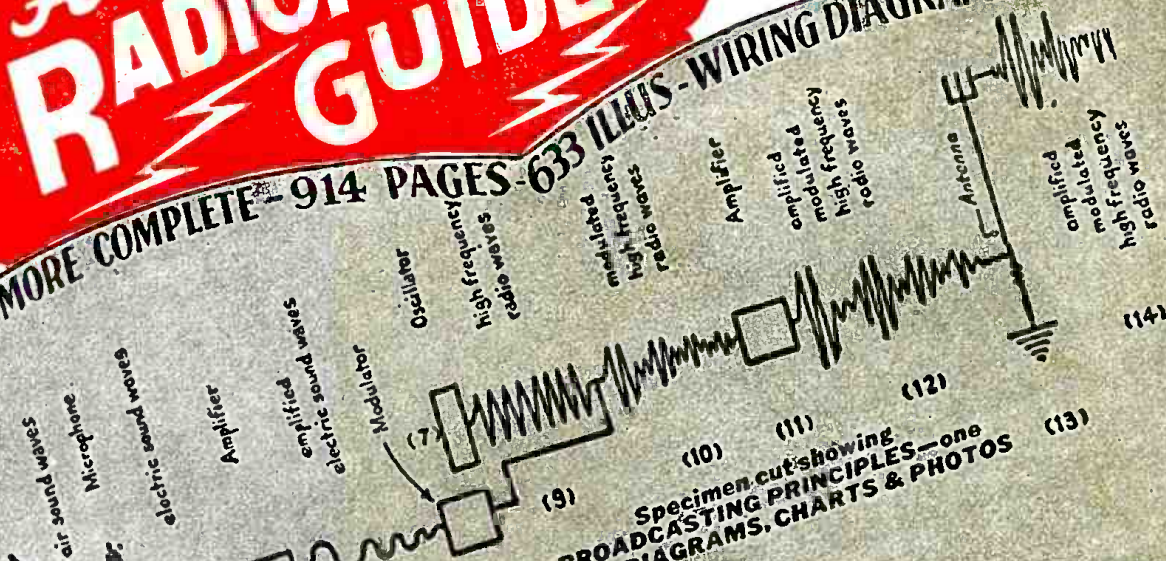 RADIO
GUIDE
MORE COMPLETE - 914 PAGES - 633 ILLUS - WIRING
air sound waves
Microphone
electric sound waves
Amplifier
amplified
electric sound waves
Modulator
Oscillator
high frequency
radio waves
modulated
high frequency
radio waves
Amplifier
amplified
modulated
high frequency
radio waves
Antenna
amplified
modulated
high frequency
radio waves
(7)
(9)
(10)
(11)
(12)
(13)
(14)
Specimen cut showing
BROADCASTING PRINCIPLES—one
DIAGRAMS, CHARTS & PHOTOS